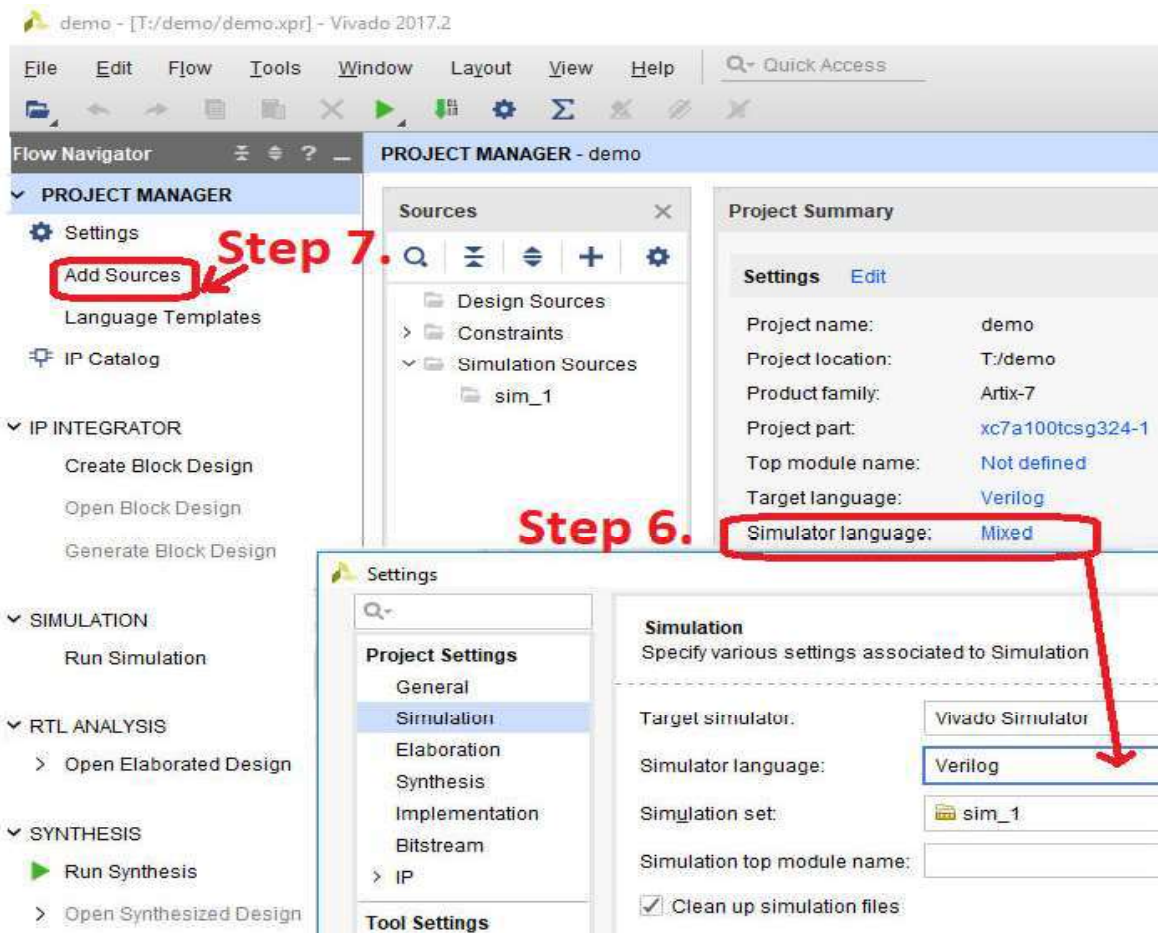 demo - [T:/demo/demo.xpr] - Vivado 2017.2
File Edit Flow Tools Window Layout View Help Quick Access
Flow Navigator
PROJECT MANAGER
Settings
Add Sources
Language Templates
IP Catalog
IP INTEGRATOR
Create Block Design
Open Block Design
Generate Block Design
SIMULATION
Run Simulation
RTL ANALYSIS
Open Elaborated Design
SYNTHESIS
Run Synthesis
Open Synthesized Design
Step 7.
PROJECT MANAGER - demo
Sources
Design Sources
Constraints
Simulation Sources
sim_1
Project Summary
Settings Edit
Project name: demo
Project location: T:/demo
Product family: Artix-7
Project part: xc7a100tcsg324-1
Top module name: Not defined
Target language: Verilog
Simulator language: Mixed
Step 6.
Settings
Project Settings
General
Simulation
Elaboration
Synthesis
Implementation
Bitstream
IP
Tool Settings
Simulation
Specify various settings associated to Simulation
Target simulator: Vivado Simulator
Simulator language: Verilog
Simulation set: sim_1
Simulation top module name:
Clean up simulation files